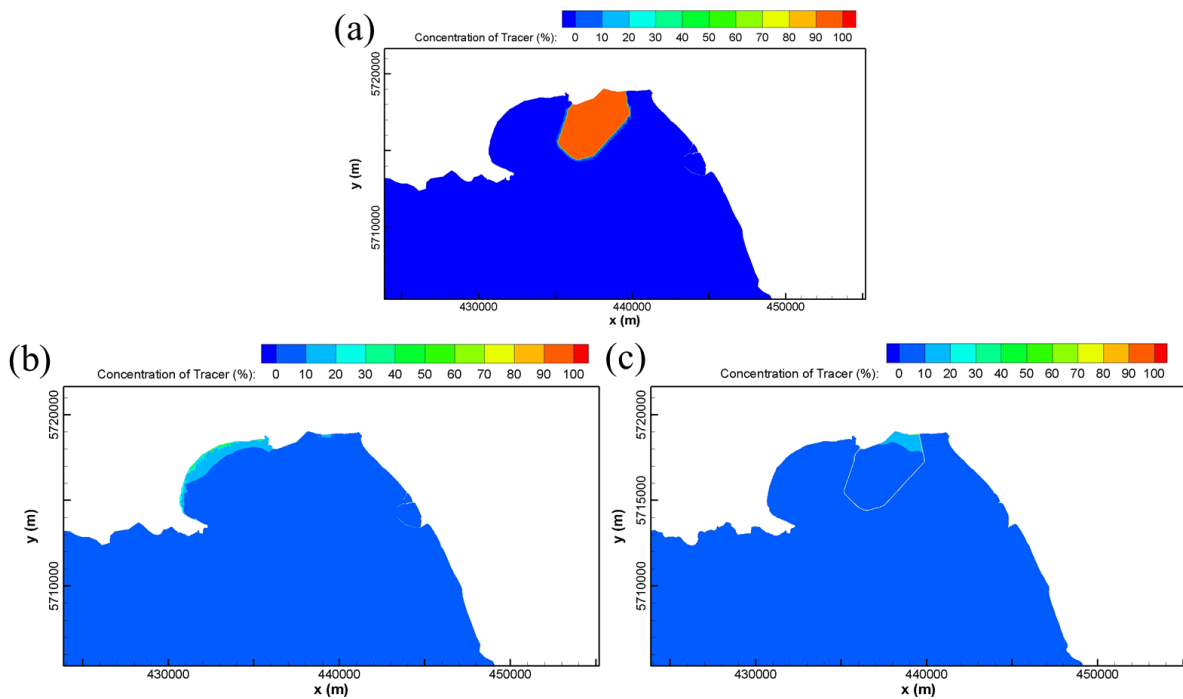 (a)
Concentration of Tracer (%): 0 10 20 30 40 50 60 70 80 90 100
5720000
5710000
y (m)
430000 440000 450000
x (m)
(b)
Concentration of Tracer (%): 0 10 20 30 40 50 60 70 80 90 100
5720000
5710000
y (m)
430000 440000 450000
x (m)
(c)
Concentration of Tracer (%): 0 10 20 30 40 50 60 70 80 90 100
5720000
5715000
5710000
y (m)
430000 440000 450000
x (m)